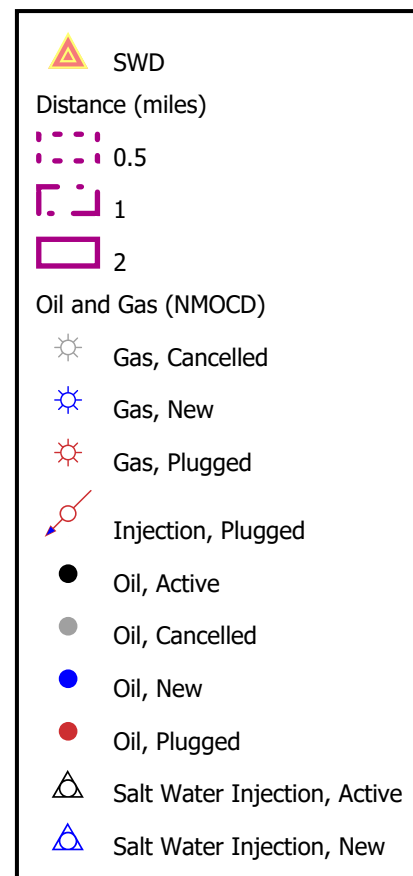 SWD
Distance (miles)
0.5
1
2
Oil and Gas (NMOCD)
Gas, Cancelled
Gas, New
Gas, Plugged
Injection, Plugged
Oil, Active
Oil, Cancelled
Oil, New
Oil, Plugged
Salt Water Injection, Active
Salt Water Injection, New